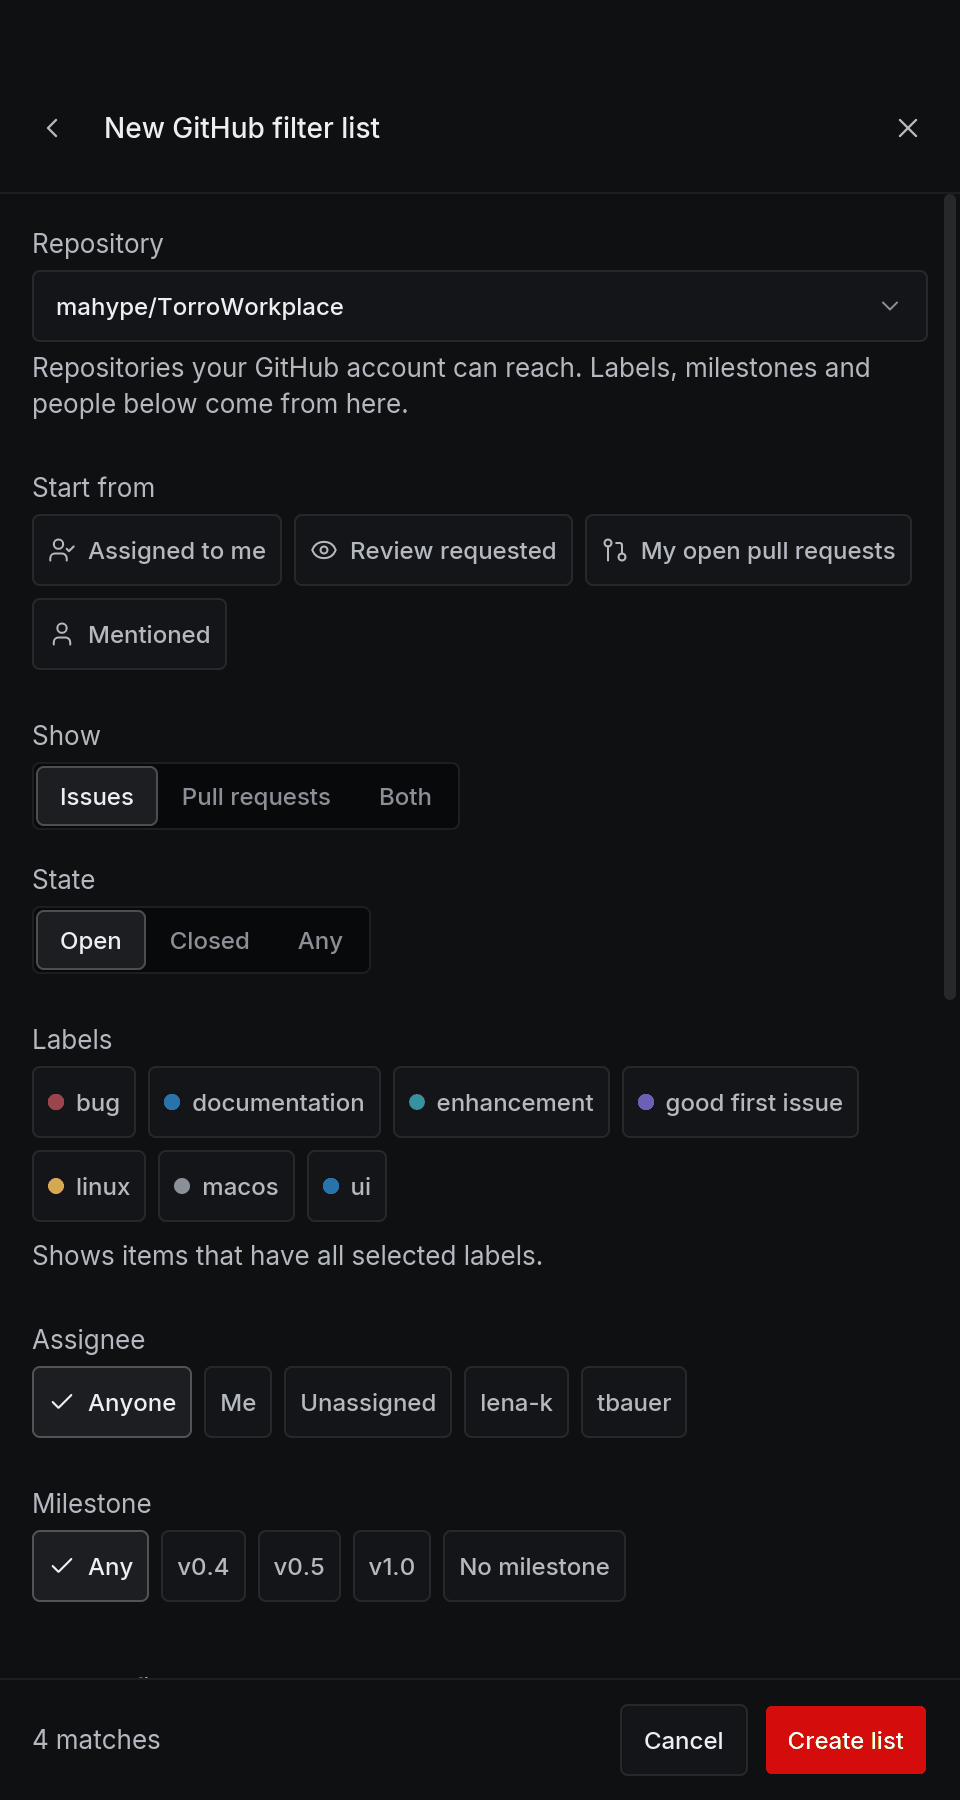 New GitHub filter list
Repository
mahype/TorroWorkplace
Repositories your GitHub account can reach. Labels, milestones and
people below come from here.
Start from
Assigned to me
Review requested
My open pull requests
Mentioned
Show
Issues
Pull requests
Both
State
Open
Closed
Any
Labels
bug
documentation
enhancement
good first issue
linux
macos
ui
Shows items that have all selected labels.
Assignee
Anyone
Me
Unassigned
lena-k
tbauer
Milestone
Any
v0.4
v0.5
v1.0
No milestone
4 matches
Cancel
Create list